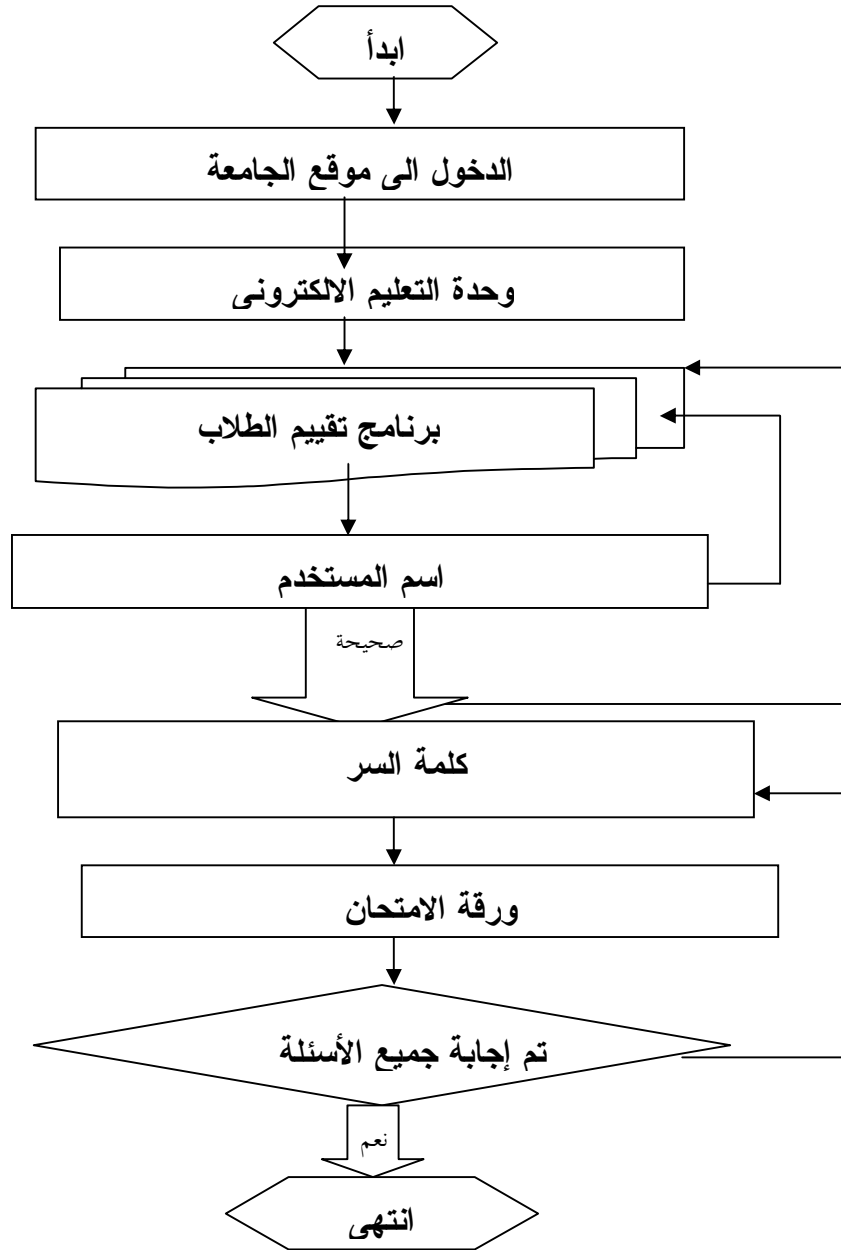 ابدأ
الدخول الى موقع الجامعة
وحدة التعليم الالكترونى
برنامج تقييم الطلاب
اسم المستخدم
صحيحة
كلمة السر
ورقة الامتحان
تم إجابة جميع الأسئلة
نعم
انتهى